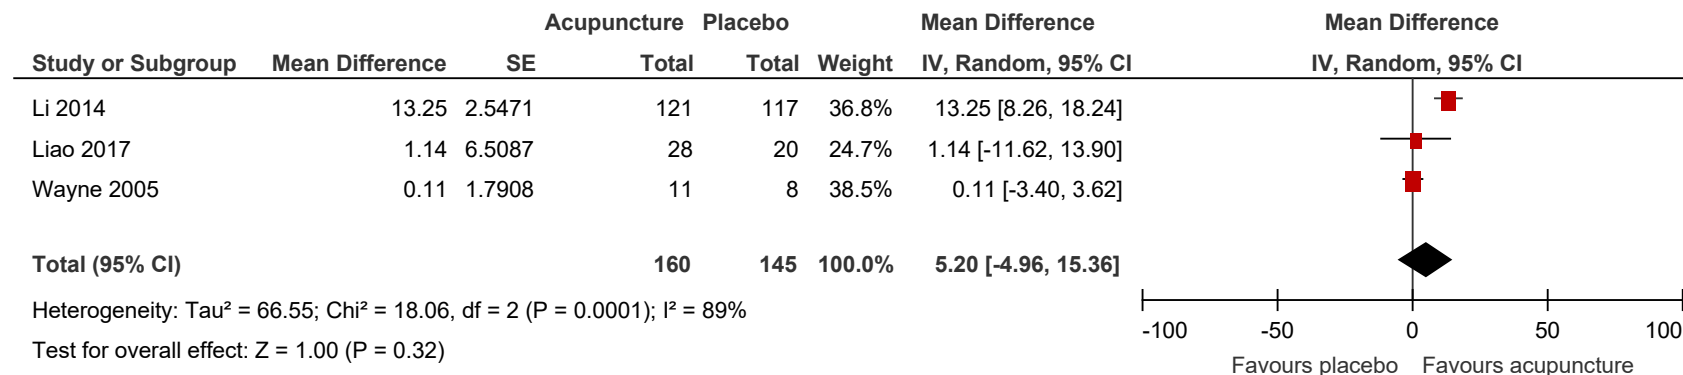 Acupuncture Placebo Mean Difference Mean Difference
Study or Subgroup Mean Difference SE Total Total Weight IV, Random, 95% CI IV, Random, 95% CI
Li 2014 13.25 2.5471 121 117 36.8% 13.25 [8.26, 18.24]
Liao 2017 1.14 6.5087 28 20 24.7% 1.14 [-11.62, 13.90]
Wayne 2005 0.11 1.7908 11 8 38.5% 0.11 [-3.40, 3.62]
Total (95% CI) 160 145 100.0% 5.20 [-4.96, 15.36]
Heterogeneity: Tau² = 66.55; Chi² = 18.06, df = 2 (P = 0.0001); I² = 89%
Test for overall effect: Z = 1.00 (P = 0.32)
-100 -50 0 50 100
Favours placebo Favours acupuncture